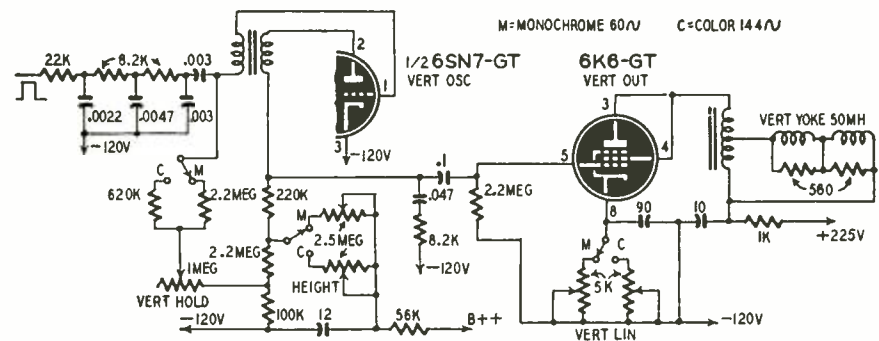 M=MONOCHROME 60∿ C=COLOR 144∿
22K
8.2K
.003
2
1/2 6SN7-GT
VERT OSC
6K6-GT
VERT OUT
1
3
.0022
.0047
.003
-120V
3
-120V
VERT YOKE 50MH
5
4
.1
C
M
620K
2.2MEG
220K
.047
2.2MEG
560
8
90
10
M
2.5MEG
8.2K
1K
+225V
2.2MEG
C
M
C
1MEG
HEIGHT
-120V
5K
VERT HOLD
-120V
100K
12
56K
B++
-120V
VERT LIN